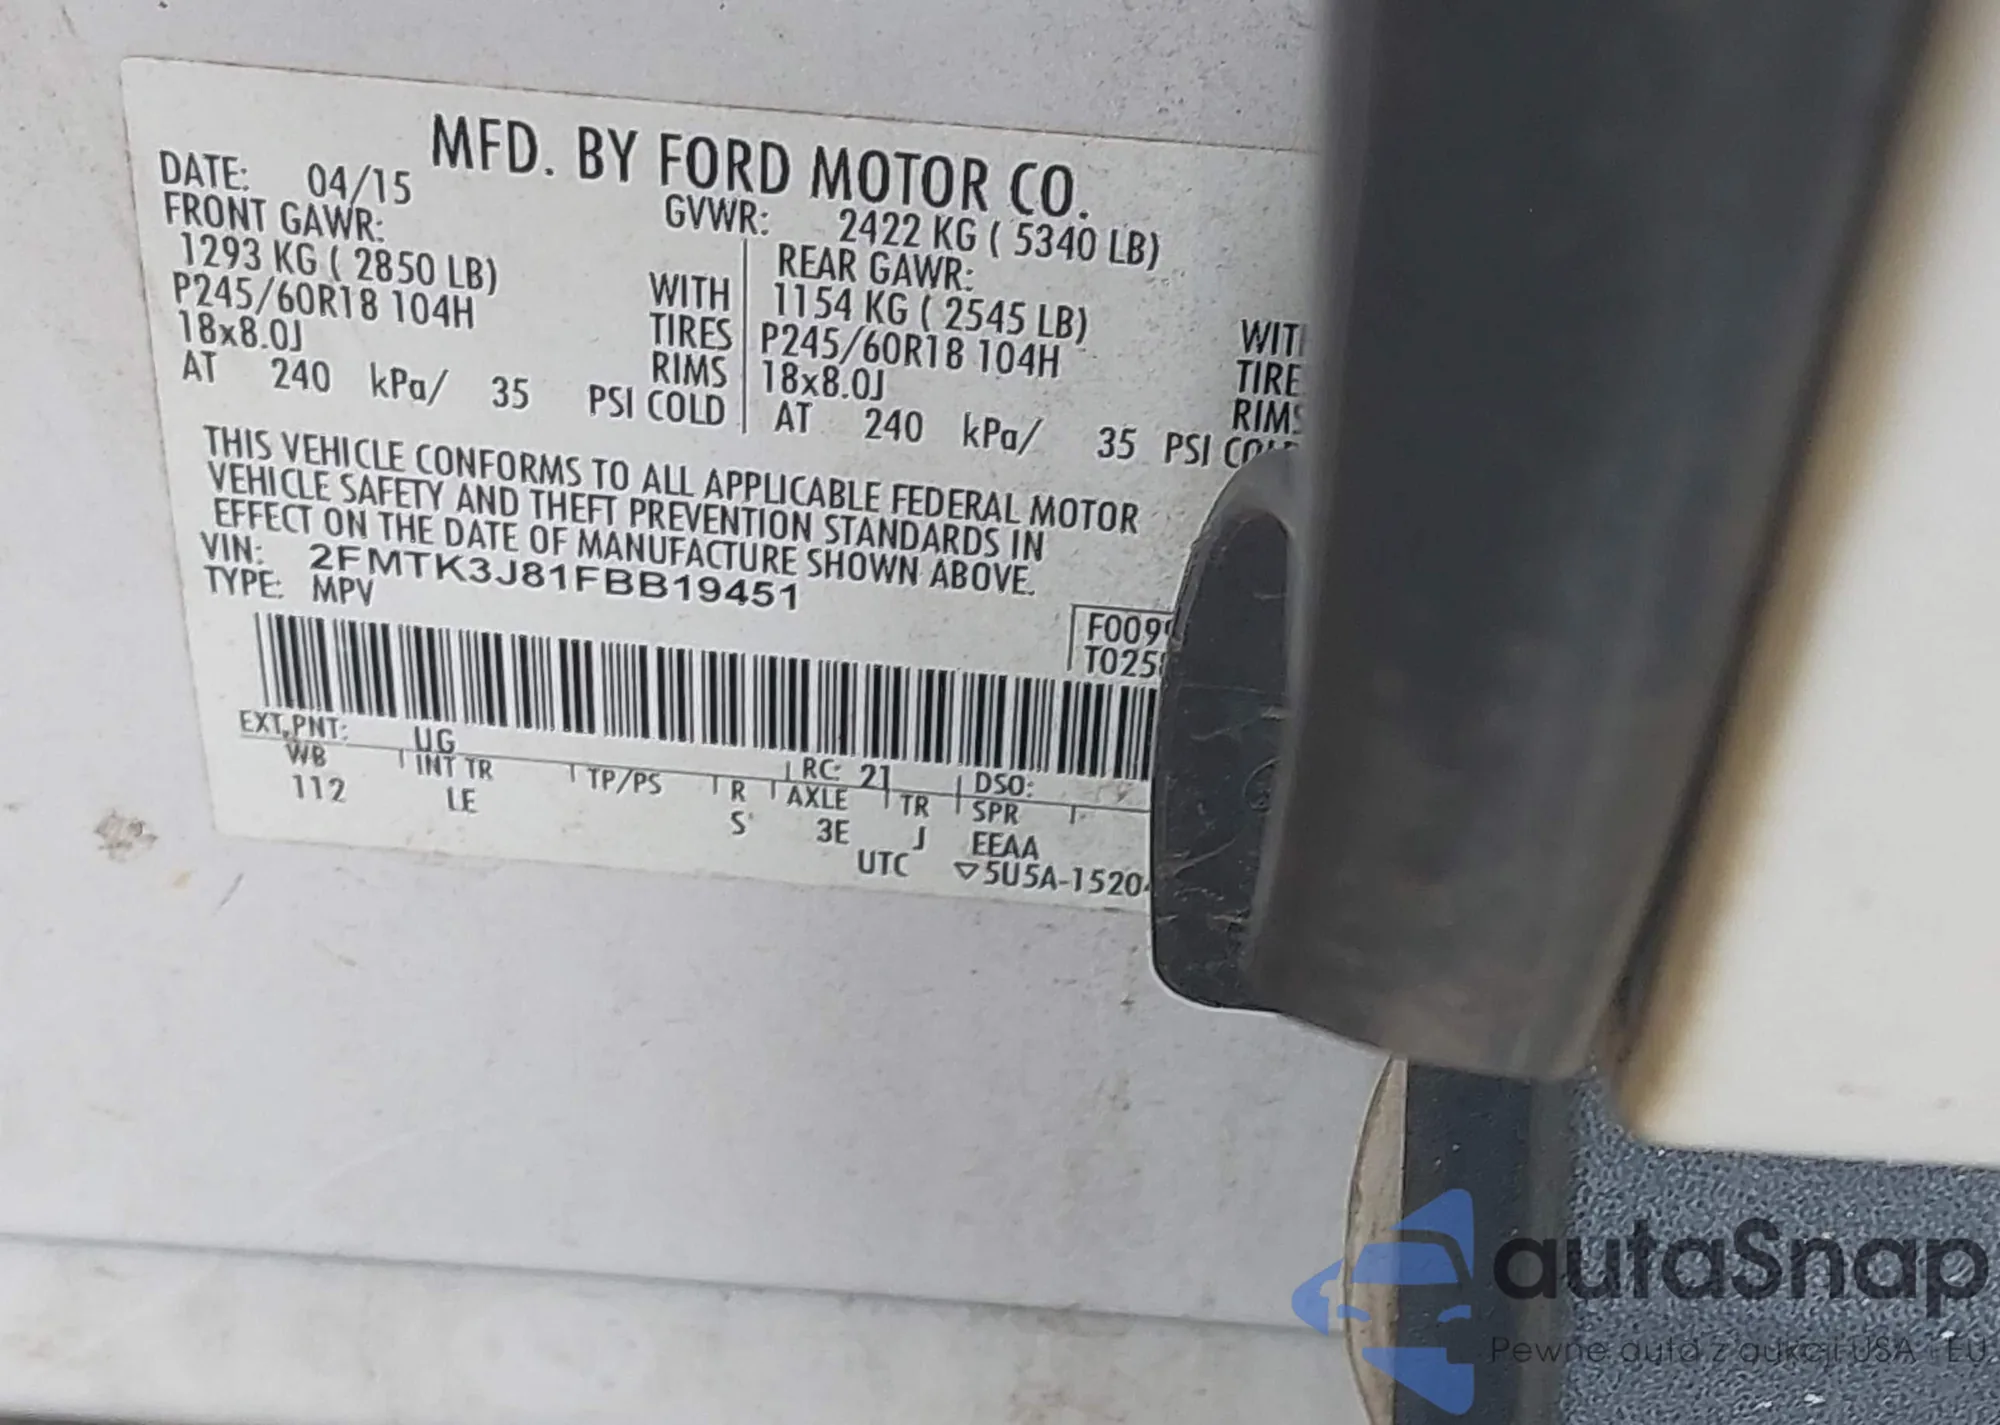 MFD. BY FORD MOTOR CO.
DATE: 04/15
GVWR: 2422 KG ( 5340 LB)
FRONT GAWR:
REAR GAWR:
1293 KG ( 2850 LB) WITH
1154 KG ( 2545 LB)
P245/60R18 104H TIRES
P245/60R18 104H
18x8.0J RIMS
18x8.0J
AT 240 kPa/ 35 PSI COLD
AT 240 kPa/ 35 PSI
THIS VEHICLE CONFORMS TO ALL APPLICABLE FEDERAL MOTOR
VEHICLE SAFETY AND THEFT PREVENTION STANDARDS IN
EFFECT ON THE DATE OF MANUFACTURE SHOWN ABOVE.
VIN: 2FMTK3J81FBB19451
TYPE: MPV
EXT PNT: UG RC: 21 DSO:
WB INT TR TP/PS R AXLE TR SPR
112 LE S 3E J EEAA
UTC ▽5U5A-1520
autaSnap
Pewne auta z aukcji USA i EU